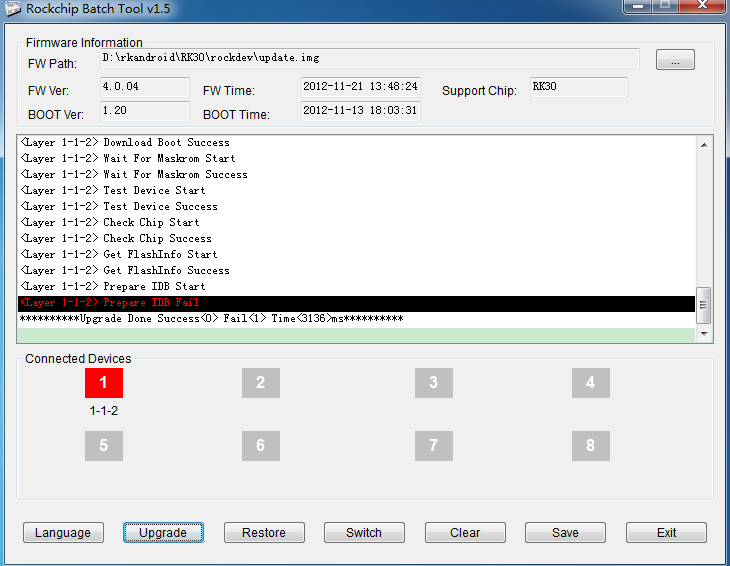 Rockchip Batch Tool v1.5
Firmware Information
FW Path: D:\rkandroid\RK30\rockdev\update.img ...
FW Ver: 4.0.04 FW Time: 2012-11-21 13:48:24 Support Chip: RK30
BOOT Ver: 1.20 BOOT Time: 2012-11-13 18:03:31
<Layer 1-1-2> Download Boot Success
<Layer 1-1-2> Wait For Maskrom Start
<Layer 1-1-2> Wait For Maskrom Success
<Layer 1-1-2> Test Device Start
<Layer 1-1-2> Test Device Success
<Layer 1-1-2> Check Chip Start
<Layer 1-1-2> Check Chip Success
<Layer 1-1-2> Get FlashInfo Start
<Layer 1-1-2> Get FlashInfo Success
<Layer 1-1-2> Prepare IDB Start
<Layer 1-1-2> Prepare IDB Fail
**********Upgrade Done Success<0> Fail<1> Time<3136>ms**********
Connected Devices
1 2 3 4
1-1-2
5 6 7 8
Language Upgrade Restore Switch Clear Save Exit